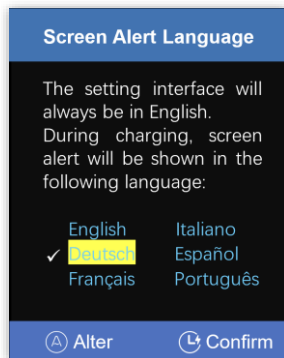 Screen Alert Language
The setting interface will
always be in English.
During charging, screen
alert will be shown in the
following language:
English Italiano
✓ Deutsch Español
Français Português
A Alter Confirm